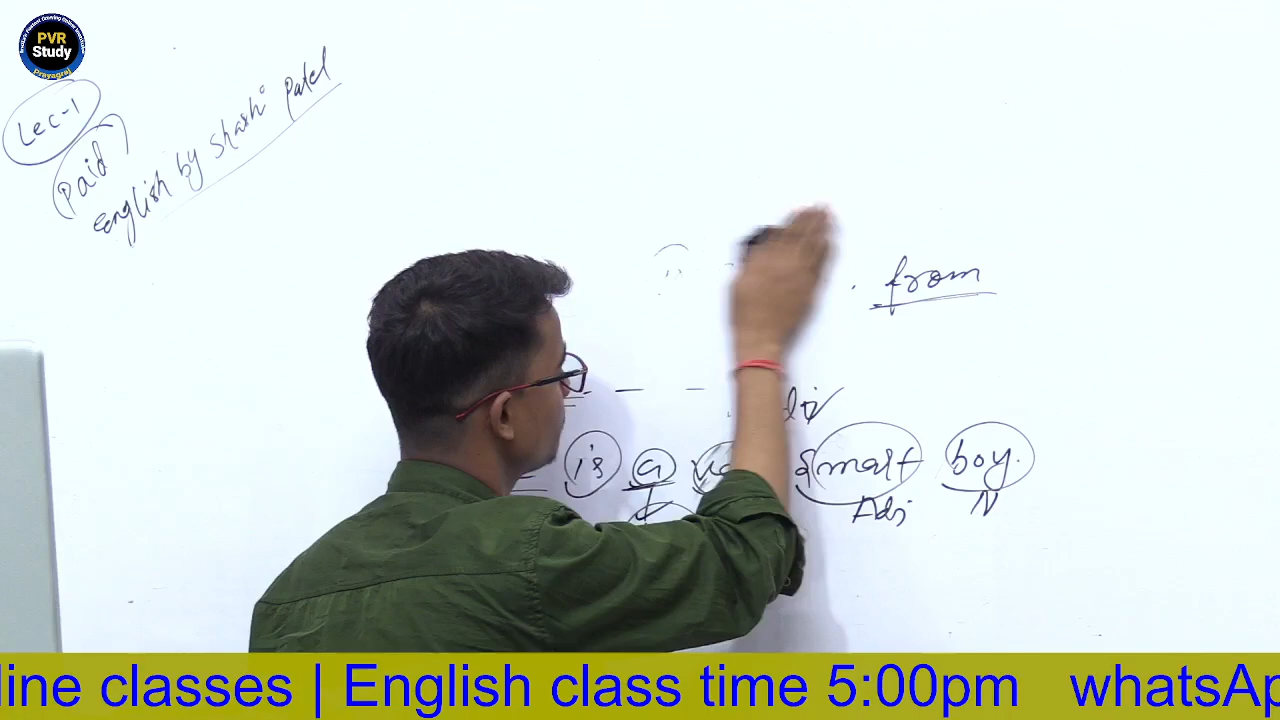 PVR
Study
Prayagraj
Lec-1
Paid
English by Shashi Patel
from
is a smart boy.
Adj N
line classes | English class time 5:00pm whatsAp